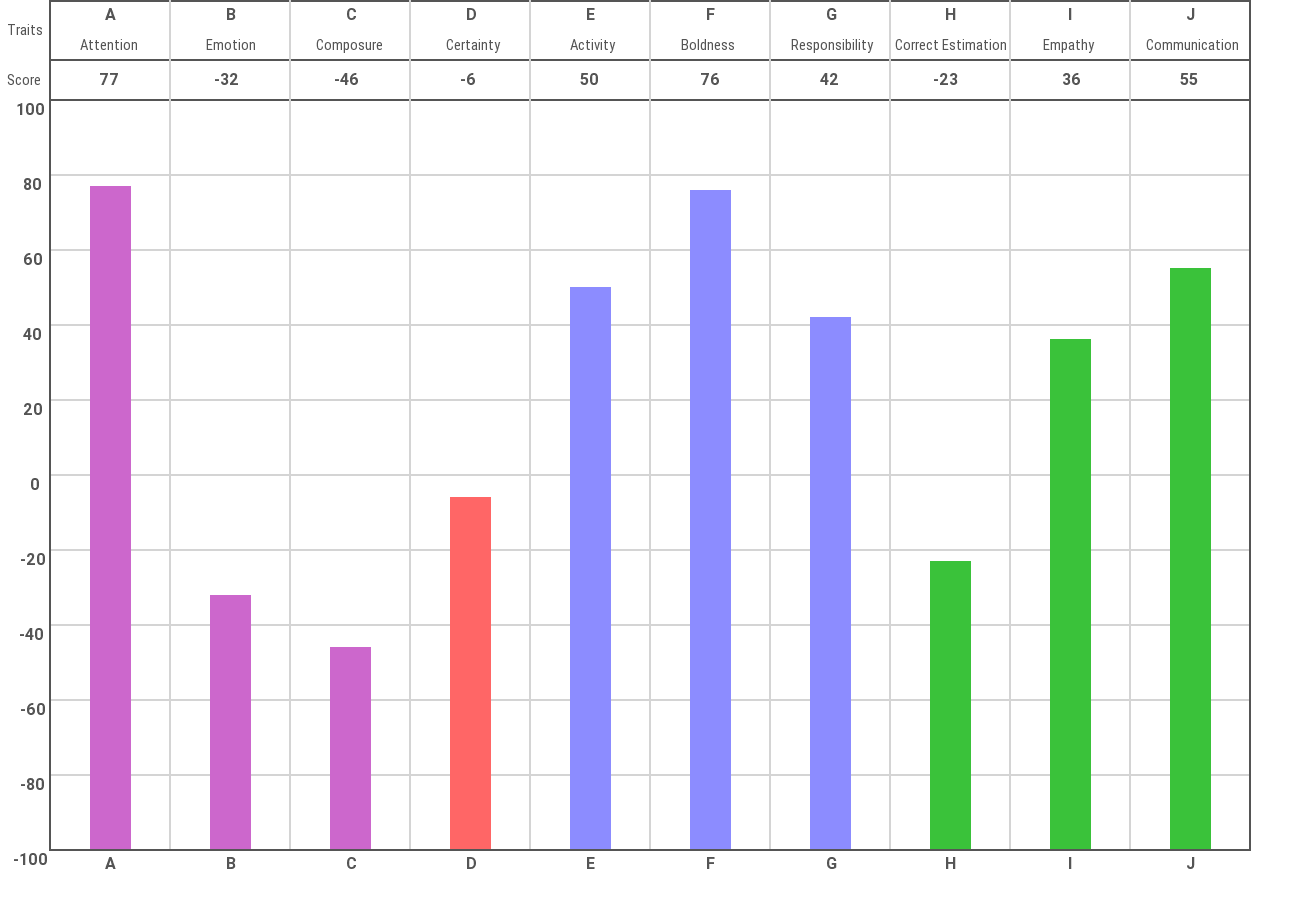 Traits A B C D E F G H I J
Attention Emotion Composure Certainty Activity Boldness Responsibility Correct Estimation Empathy Communication
Score 77 -32 -46 -6 50 76 42 -23 36 55
100
80
60
40
20
0
-20
-40
-60
-80
-100
A B C D E F G H I J